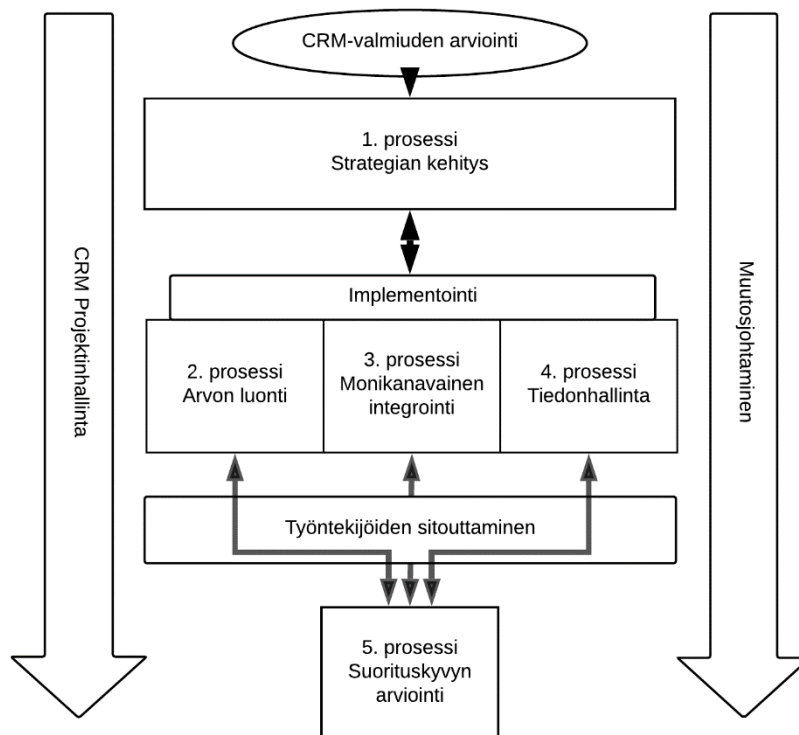 CRM-valmiuden arviointi
1. prosessi
Strategian kehitys
CRM Projektinhallinta
Muutosjohtaminen
Implementointi
2. prosessi
Arvon luonti
3. prosessi
Monikanavainen
integrointi
4. prosessi
Tiedonhallinta
Työntekijöiden sitouttaminen
5. prosessi
Suorituskyvyn
arviointi